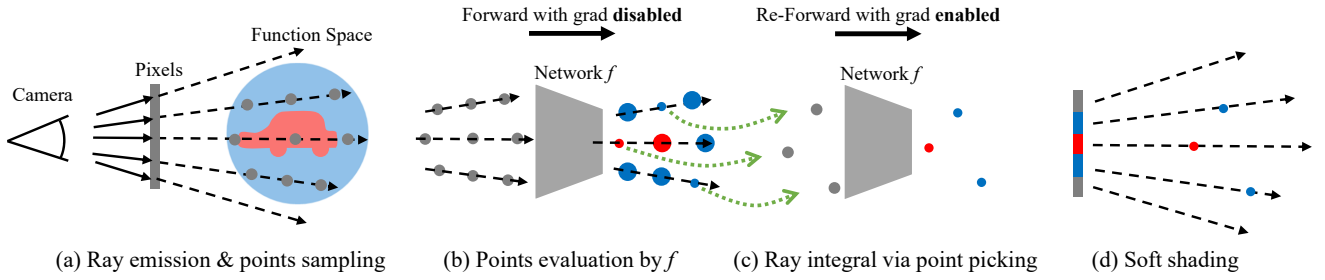 Forward with grad disabled
Re-Forward with grad enabled
Function Space
Pixels
Camera
Network f
Network f
(a) Ray emission & points sampling
(b) Points evaluation by f
(c) Ray integral via point picking
(d) Soft shading